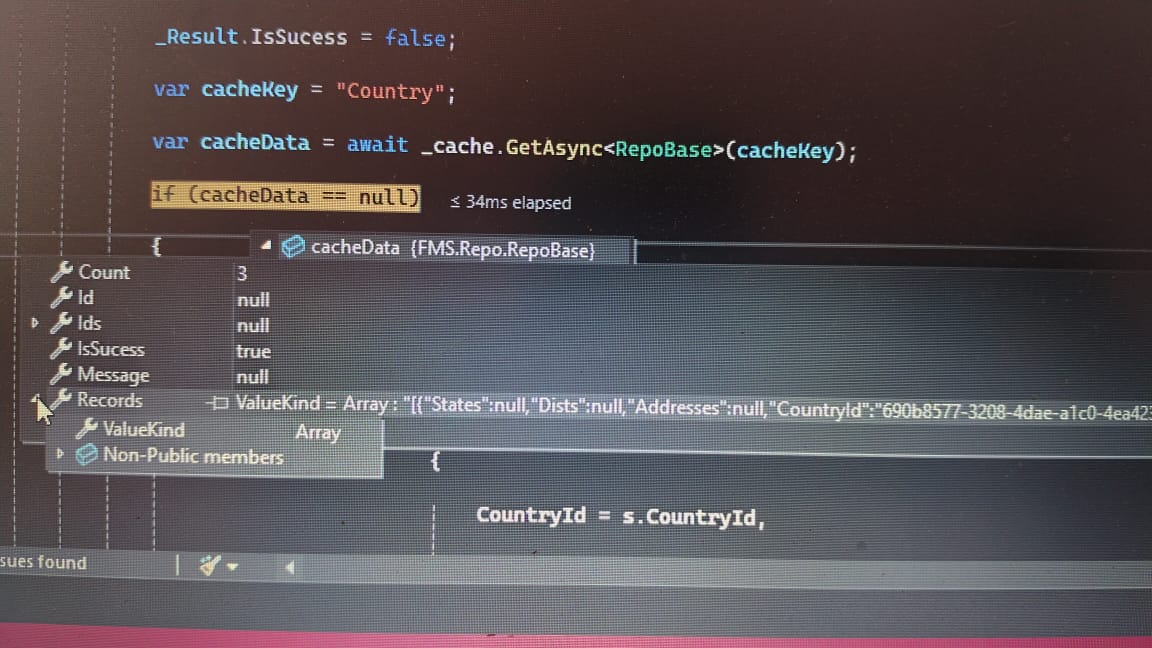 _Result.IsSucess = false;
var cacheKey = "Country";
var cacheData = await _cache.GetAsync<RepoBase>(cacheKey);
if (cacheData == null) ≤ 34ms elapsed
{
cacheData {FMS.Repo.RepoBase}
Count 3
Id null
Ids null
IsSucess true
Message null
Records ValueKind = Array : "[{"States":null,"Dists":null,"Addresses":null,"CountryId":"690b8577-3208-4dae-a1c0-4ea423
ValueKind Array
Non-Public members
{
CountryId = s.CountryId,
sues found